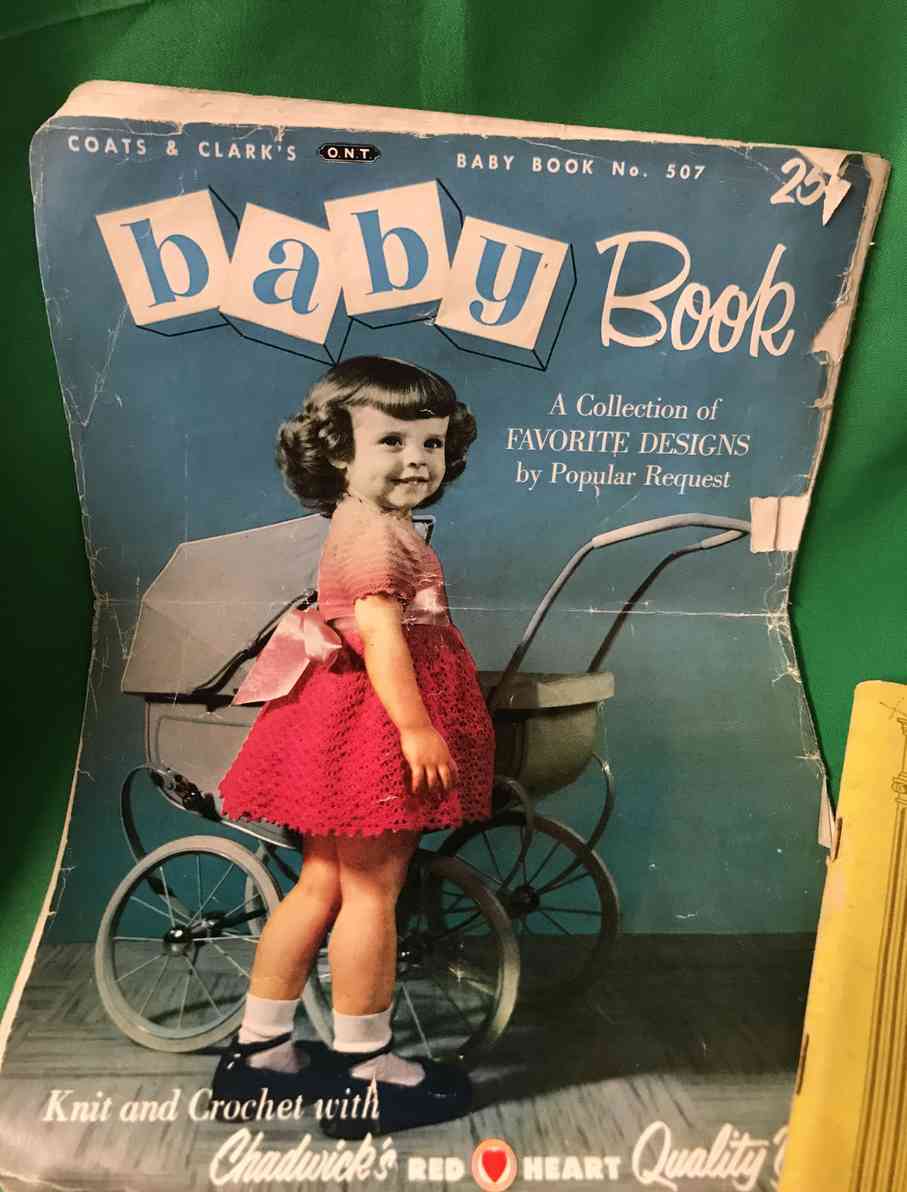 COATS & CLARK'S O.N.T. BABY BOOK No. 507
25
baby Book
A Collection of
FAVORITE DESIGNS
by Popular Request
Knit and Crochet with
Chadwick's RED HEART Quality